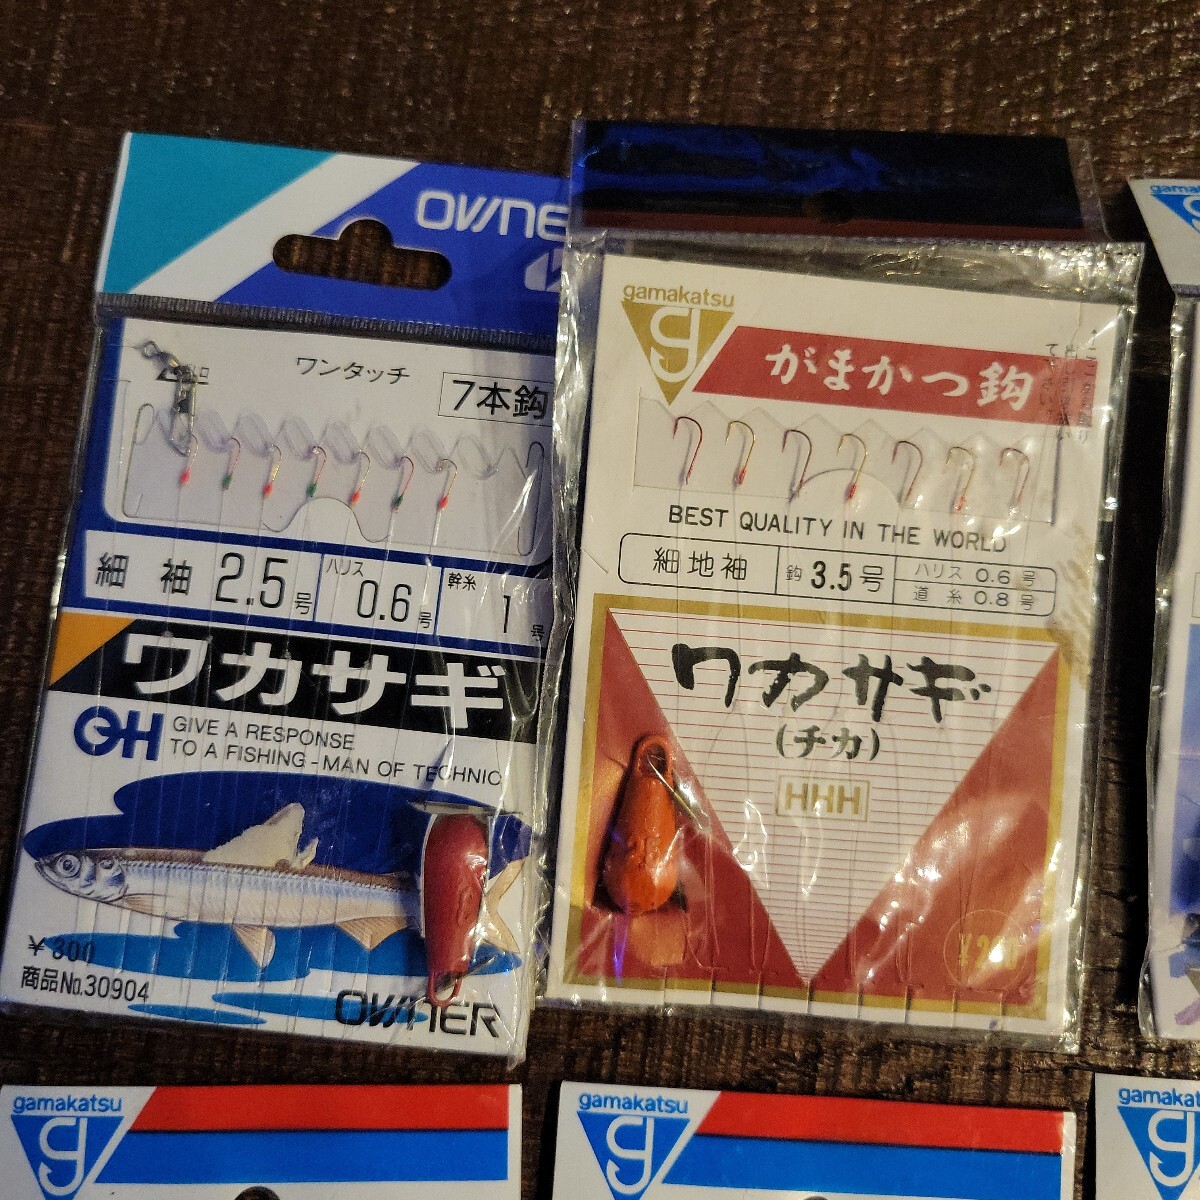 OWNER
ワンタッチ
7本鈎
細袖 2.5号
ハリス 0.6号
幹糸 1号
ワカサギ
OH
GIVE A RESPONSE
TO A FISHING-MAN OF TECHNIC
¥300
商品No.30904
OWNER
gamakatsu
g
がまかつ鈎
BEST QUALITY IN THE WORLD
細地袖
鈎 3.5号
ハリス 0.6号
道糸 0.8号
ワカサギ
(チカ)
HHH
gamakatsu
gamakatsu
gamakatsu
gamakatsu